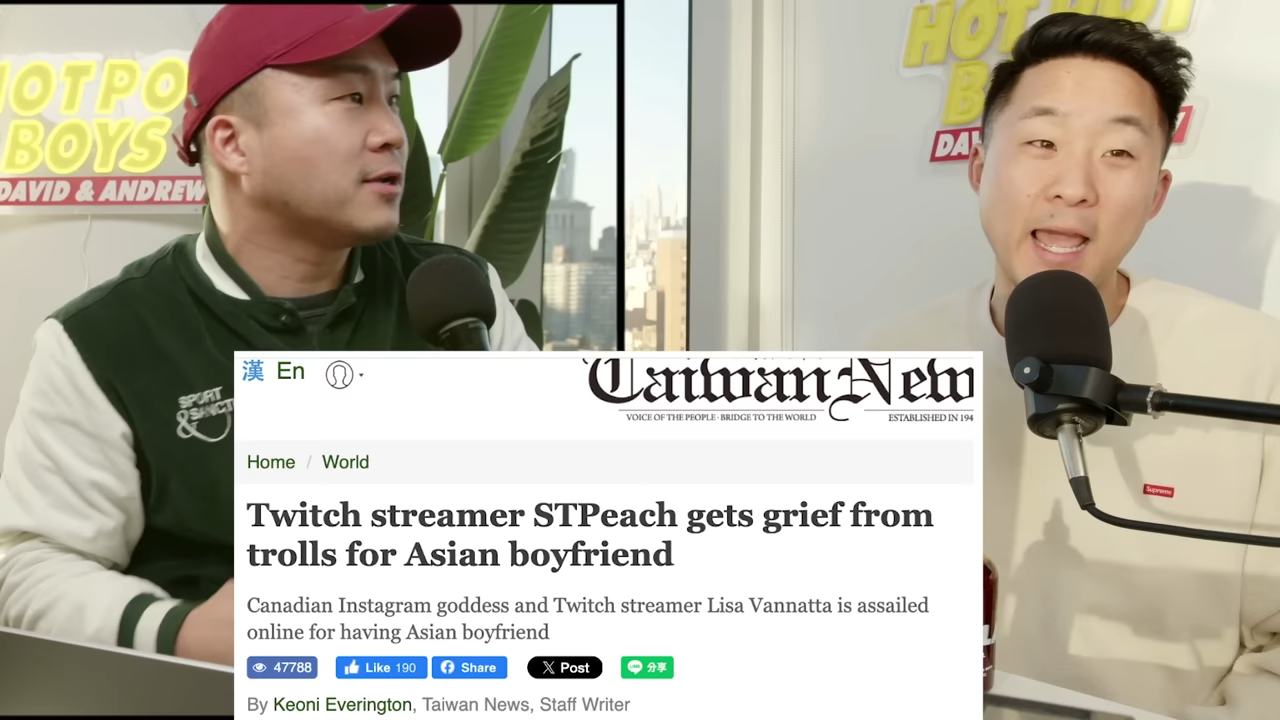 HOT PO
BOYS
DAVID & ANDREW
HOT
B
DA
SPORT
漢 En
Taiwan New
VOICE OF THE PEOPLE - BRIDGE TO THE WORLD
ESTABLISHED IN 194
Home / World
Twitch streamer STPeach gets grief from
trolls for Asian boyfriend
Canadian Instagram goddess and Twitch streamer Lisa Vannatta is assailed
online for having Asian boyfriend
47788 Like 190 Share X Post LINE 分享
By Keoni Everington, Taiwan News, Staff Writer
Supreme